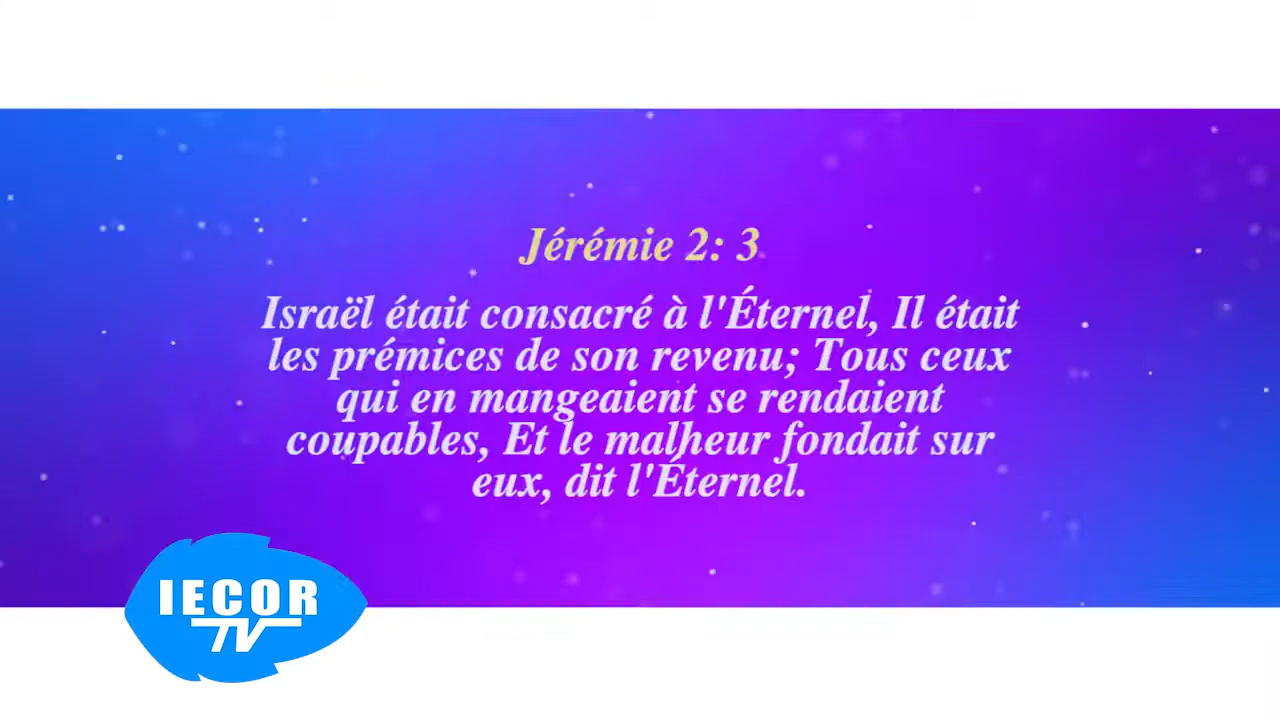 Jérémie 2: 3
Israël était consacré à l'Éternel, Il était
les prémices de son revenu; Tous ceux
qui en mangeaient se rendaient
coupables, Et le malheur fondait sur
eux, dit l'Éternel.
IECOR
TV